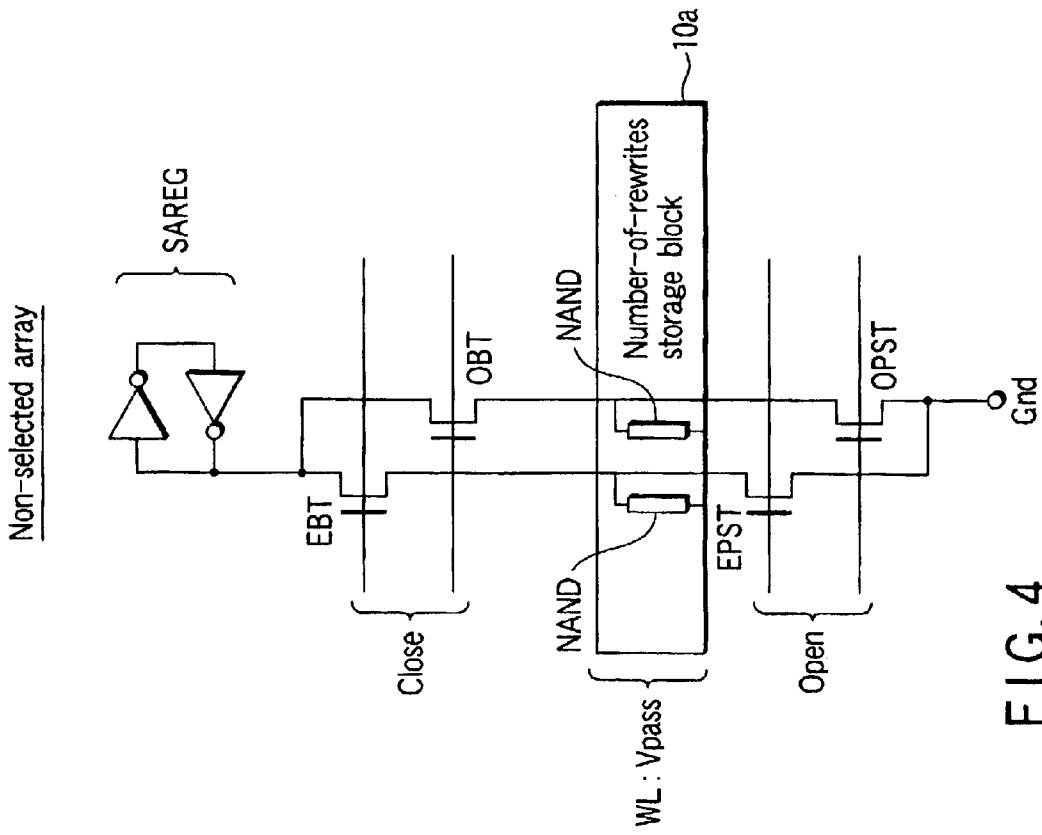 Non-selected array
SAREG
EBT
OBT
Close
NAND
NAND
Number-of-rewrites
storage block
10a
WL : Vpass
EPST
OPST
Open
Gnd
FIG. 4